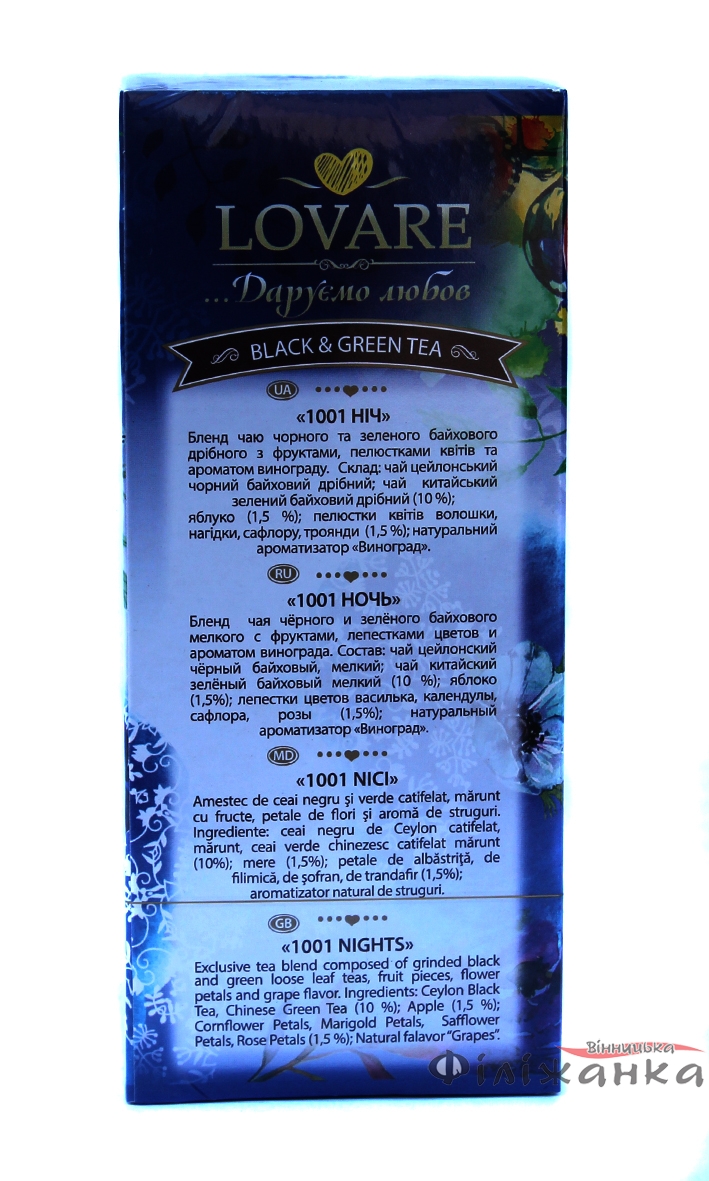 LOVARE
...Даруємо любов
BLACK & GREEN TEA
UA
«1001 НІЧ»
Бленд чаю чорного та зеленого байхового
дрібного з фруктами, пелюстками квітів та
ароматом винограду. Склад: чай цейлонський
чорний байховий дрібний; чай китайський
зелений байховий дрібний (10 %);
яблуко (1,5 %); пелюстки квітів волошки,
нагідки, сафлору, троянди (1,5 %); натуральний
ароматизатор «Виноград».
RU
«1001 НОЧЬ»
Бленд чая чёрного и зелёного байхового
мелкого с фруктами, лепестками цветов и
ароматом винограда. Состав: чай цейлонский
чёрный байховый, мелкий; чай китайский
зелёный байховый мелкий (10 %); яблоко
(1,5%); лепестки цветов василька, календулы,
сафлора, розы (1,5%); натуральный
ароматизатор «Виноград».
MD
«1001 NICI»
Amestec de ceai negru şi verde catifelat, mărunt
cu fructe, petale de flori şi aromă de struguri.
Ingrediente: ceai negru de Ceylon catifelat,
mărunt, ceai verde chinezesc catifelat mărunt
(10%); mere (1,5%); petale de albăstriţă, de
filimică, de şofran, de trandafir (1,5%);
aromatizator natural de struguri.
GB
«1001 NIGHTS»
Exclusive tea blend composed of grinded black
and green loose leaf teas, fruit pieces, flower
petals and grape flavor. Ingredients: Ceylon Black
Tea, Chinese Green Tea (10 %); Apple (1,5 %);
Cornflower Petals, Marigold Petals, Safflower
Petals, Rose Petals (1,5 %); Natural falavor "Grapes".
Вінницька
Філіжанка